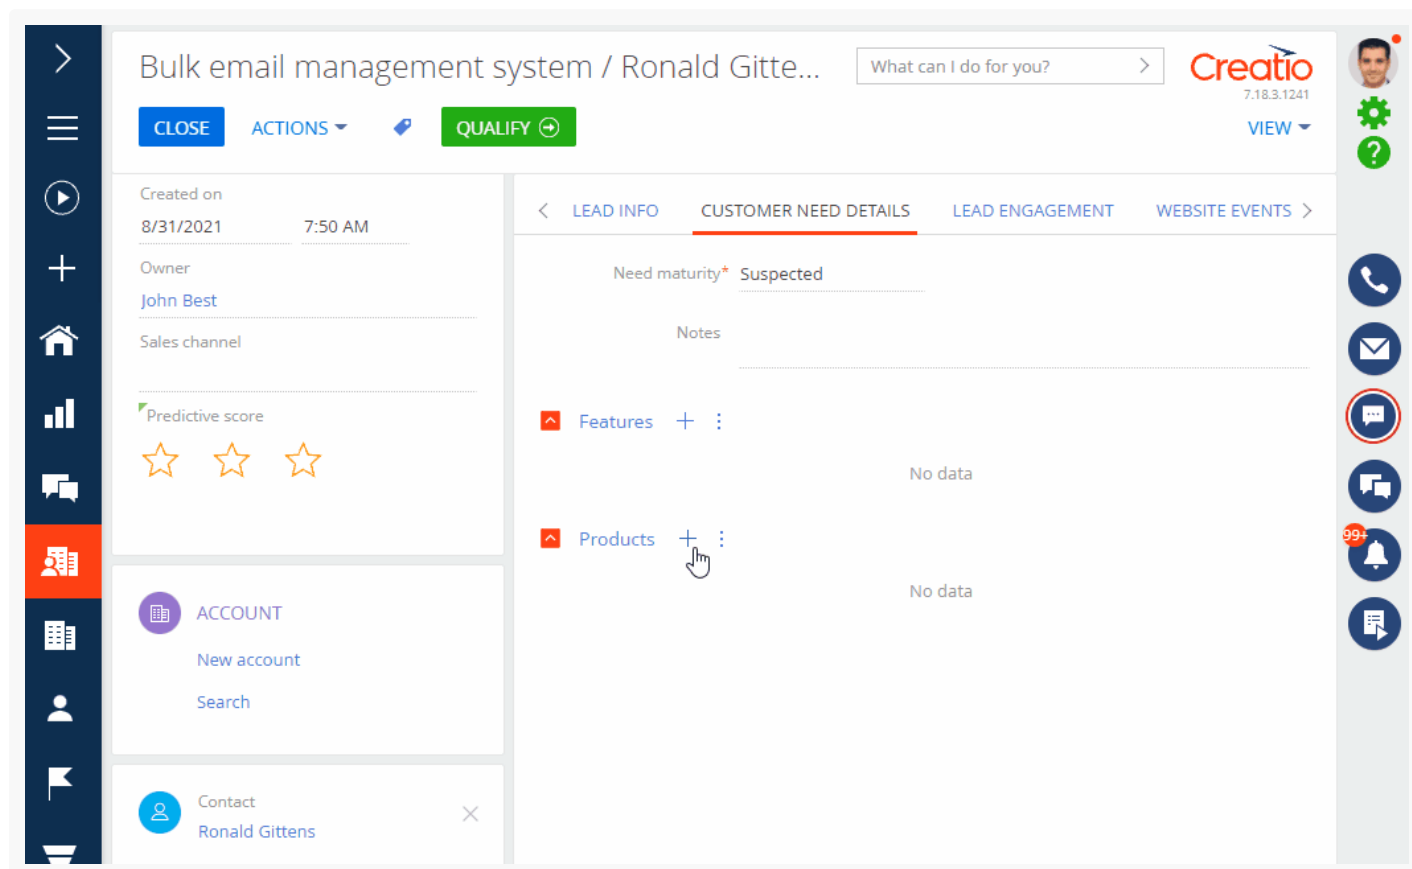 Bulk email management system / Ronald Gitte...
What can I do for you?
Creatio
7.18.3.1241
CLOSE
ACTIONS
QUALIFY
VIEW
Created on
8/31/2021 7:50 AM
Owner
John Best
Sales channel
Predictive score
LEAD INFO CUSTOMER NEED DETAILS LEAD ENGAGEMENT WEBSITE EVENTS
Need maturity* Suspected
Notes
Features
No data
Products
No data
99+
ACCOUNT
New account
Search
Contact
Ronald Gittens